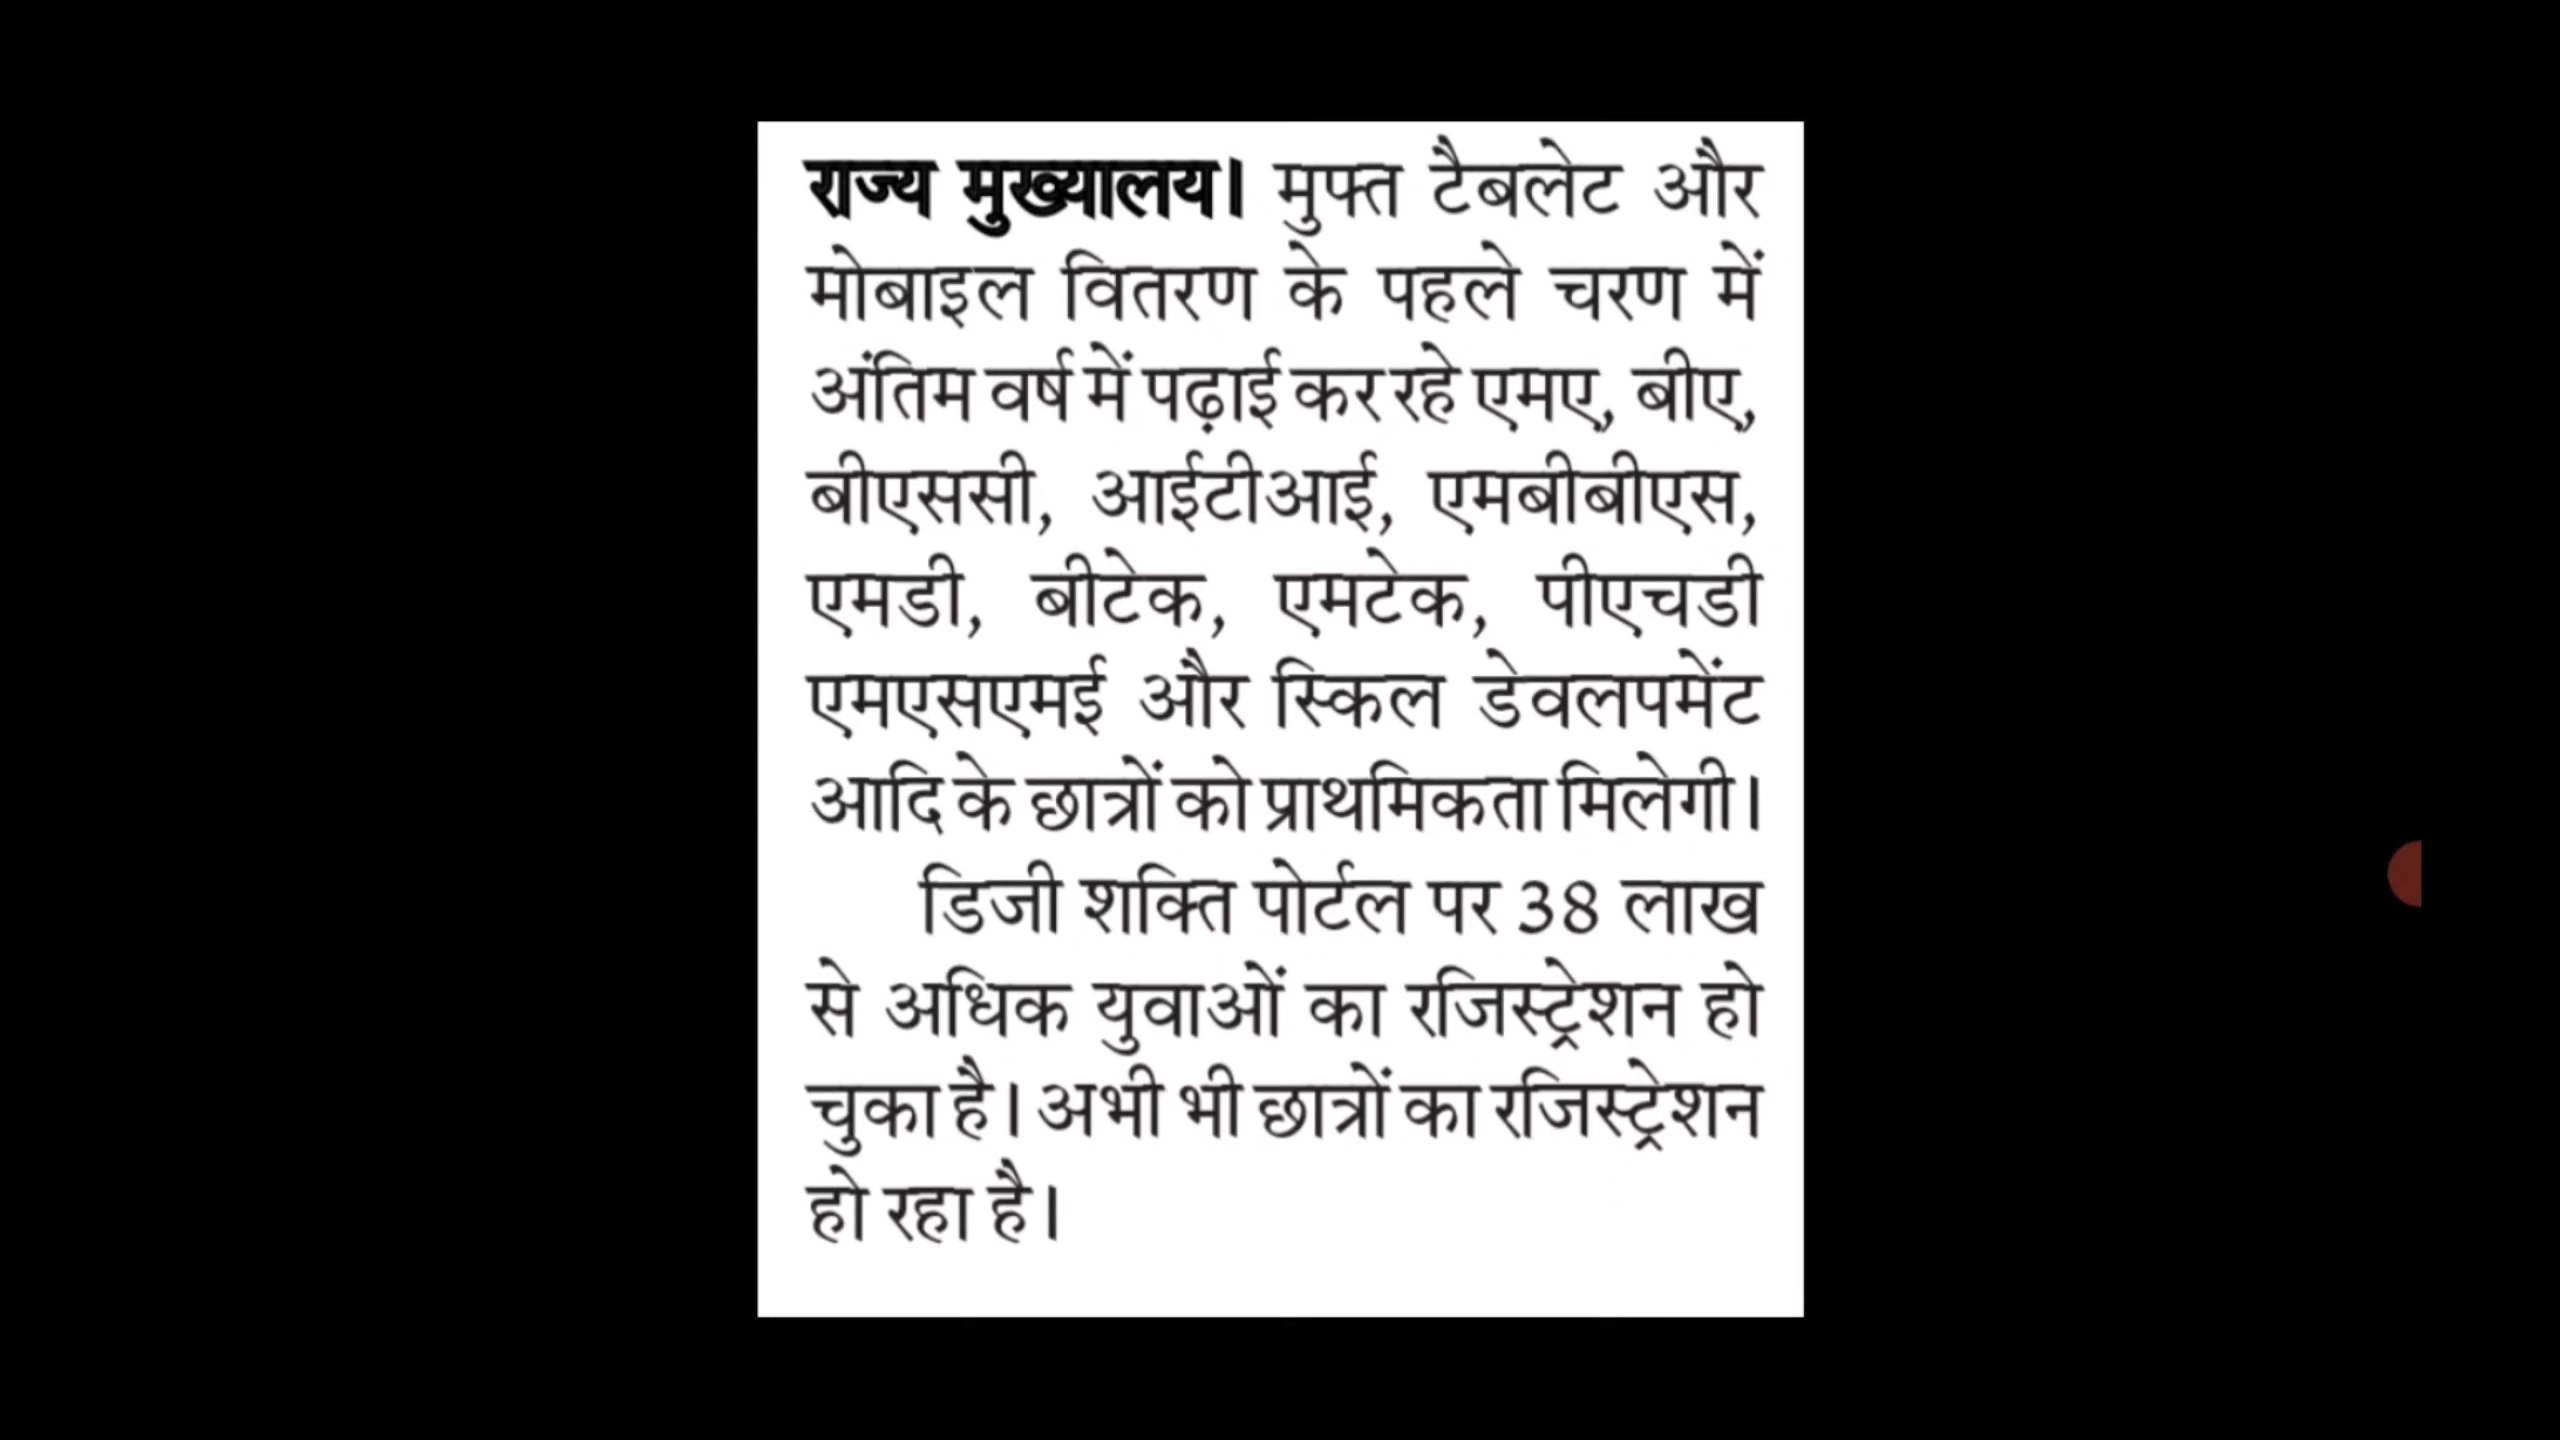 राज्य मुख्यालय। मुफ्त टैबलेट और
मोबाइल वितरण के पहले चरण में
अंतिम वर्ष में पढ़ाई कर रहे एमए, बीए,
बीएससी, आईटीआई, एमबीबीएस,
एमडी, बीटेक, एमटेक, पीएचडी
एमएसएमई और स्किल डेवलपमेंट
आदि के छात्रों को प्राथमिकता मिलेगी।
डिजी शक्ति पोर्टल पर 38 लाख
से अधिक युवाओं का रजिस्ट्रेशन हो
चुका है। अभी भी छात्रों का रजिस्ट्रेशन
हो रहा है।